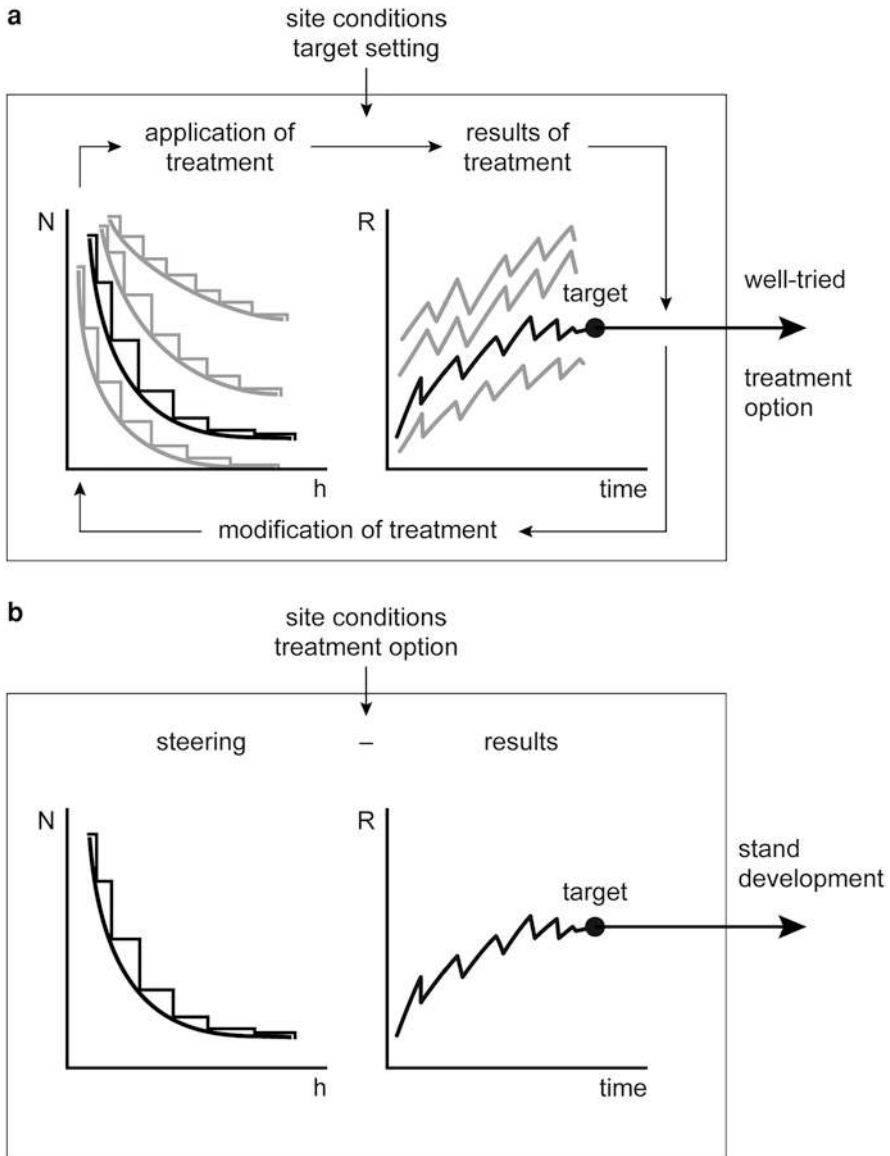 a
site conditions
target setting
application of
treatment
results of
treatment
N
R
target
well-tried
treatment
option
h
time
modification of treatment
b
site conditions
treatment option
steering – results
N
R
target
stand
development
h
time